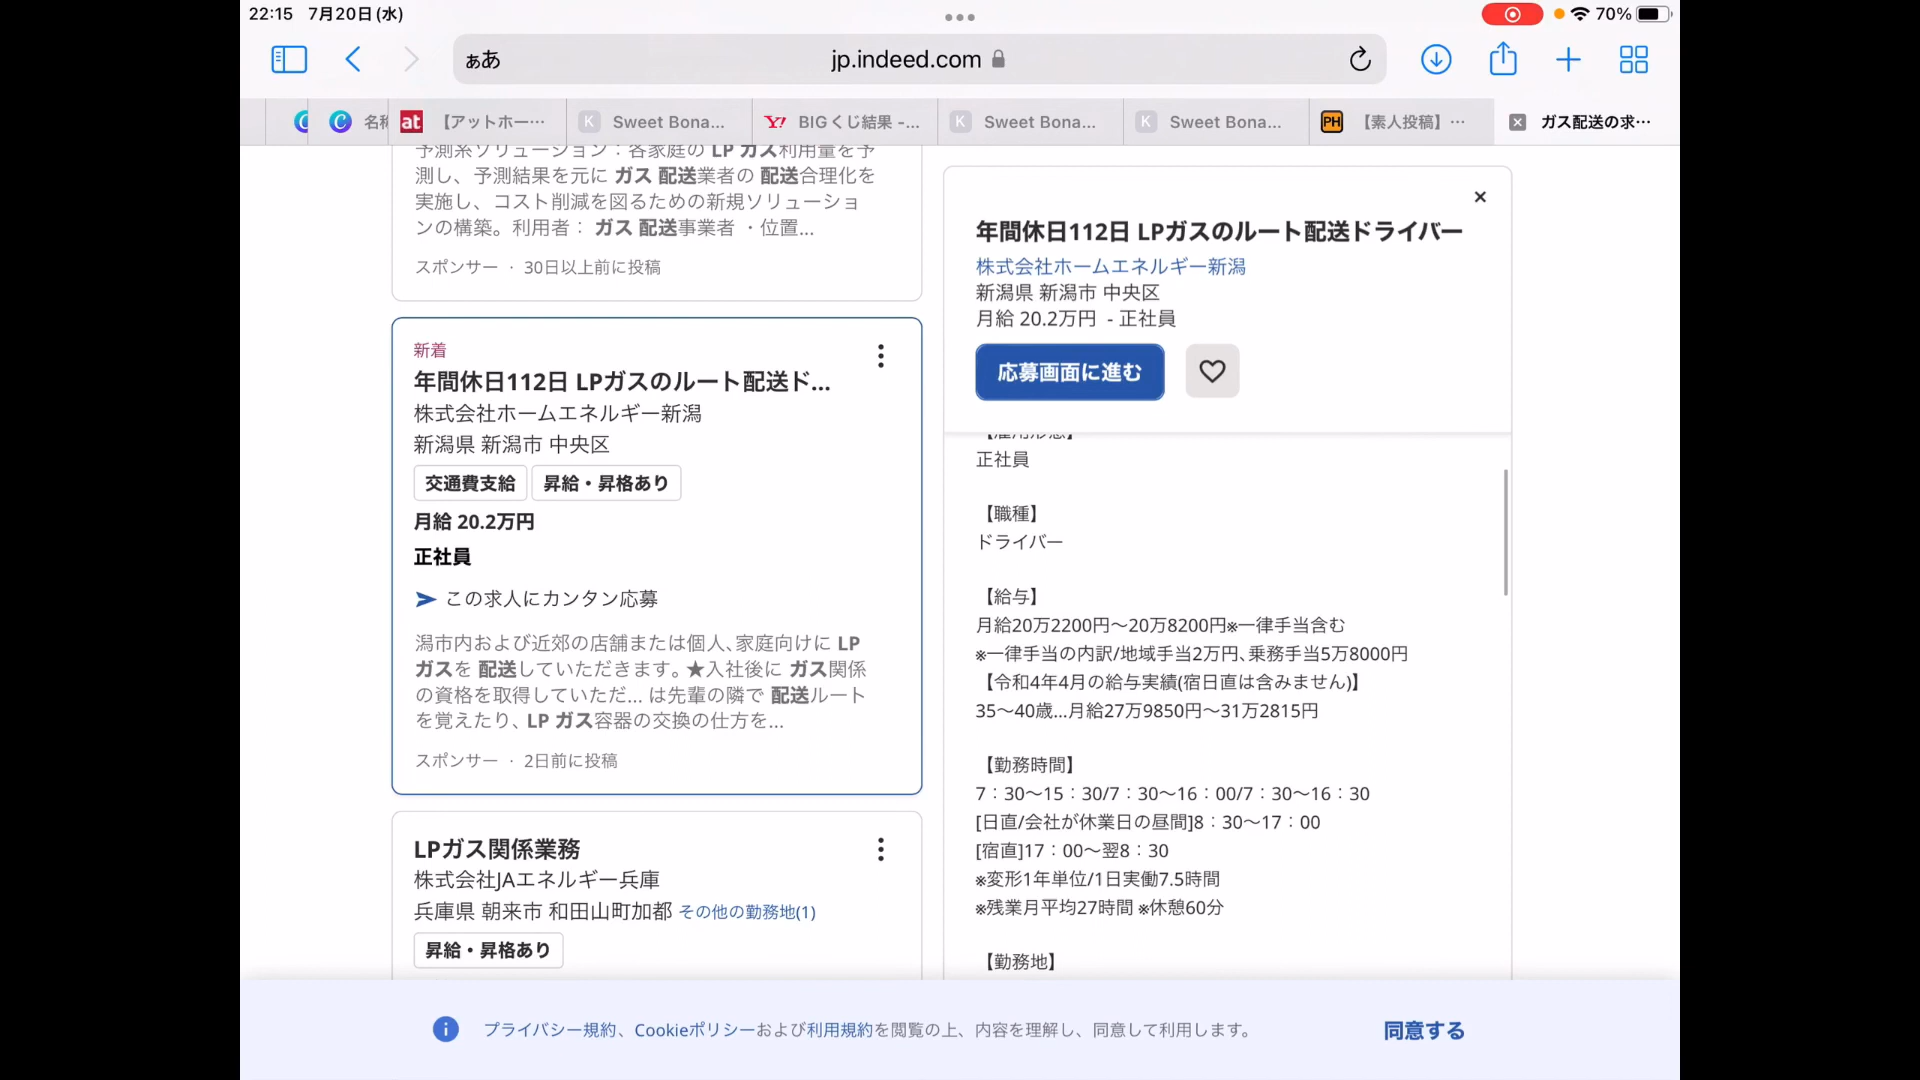 22:15 7月20日(水)
70%
ぁあ
jp.indeed.com
名称
at 【アットホー…
K Sweet Bona...
Y! BIGくじ結果 -...
K Sweet Bona...
K Sweet Bona...
PH 【素人投稿】…
ガス配送の求…
予測系ソリューション：各家庭の LP ガス利用量を予
測し、予測結果を元に ガス 配送業者の 配送合理化を
実施し、コスト削減を図るための新規ソリューショ
ンの構築。利用者： ガス 配送事業者 ・位置...
スポンサー · 30日以上前に投稿
新着
年間休日112日 LPガスのルート配送ド...
株式会社ホームエネルギー新潟
新潟県 新潟市 中央区
交通費支給 昇給・昇格あり
月給 20.2万円
正社員
この求人にカンタン応募
潟市内および近郊の店舗または個人、家庭向けに LP
ガスを 配送していただきます。★入社後に ガス関係
の資格を取得していただ... は先輩の隣で 配送ルート
を覚えたり、LP ガス容器の交換の仕方を...
スポンサー · 2日前に投稿
LPガス関係業務
株式会社JAエネルギー兵庫
兵庫県 朝来市 和田山町加都 その他の勤務地(1)
昇給・昇格あり
年間休日112日 LPガスのルート配送ドライバー
株式会社ホームエネルギー新潟
新潟県 新潟市 中央区
月給 20.2万円 - 正社員
応募画面に進む
【雇用形態】
正社員
【職種】
ドライバー
【給与】
月給20万2200円～20万8200円※一律手当含む
※一律手当の内訳/地域手当2万円、乗務手当5万8000円
【令和4年4月の給与実績(宿日直は含みません)】
35～40歳...月給27万9850円～31万2815円
【勤務時間】
7：30～15：30/7：30～16：00/7：30～16：30
[日直/会社が休業日の昼間]8：30～17：00
[宿直]17：00～翌8：30
※変形1年単位/1日実働7.5時間
※残業月平均27時間 ※休憩60分
【勤務地】
プライバシー規約、Cookieポリシーおよび利用規約を閲覧の上、内容を理解し、同意して利用します。
同意する